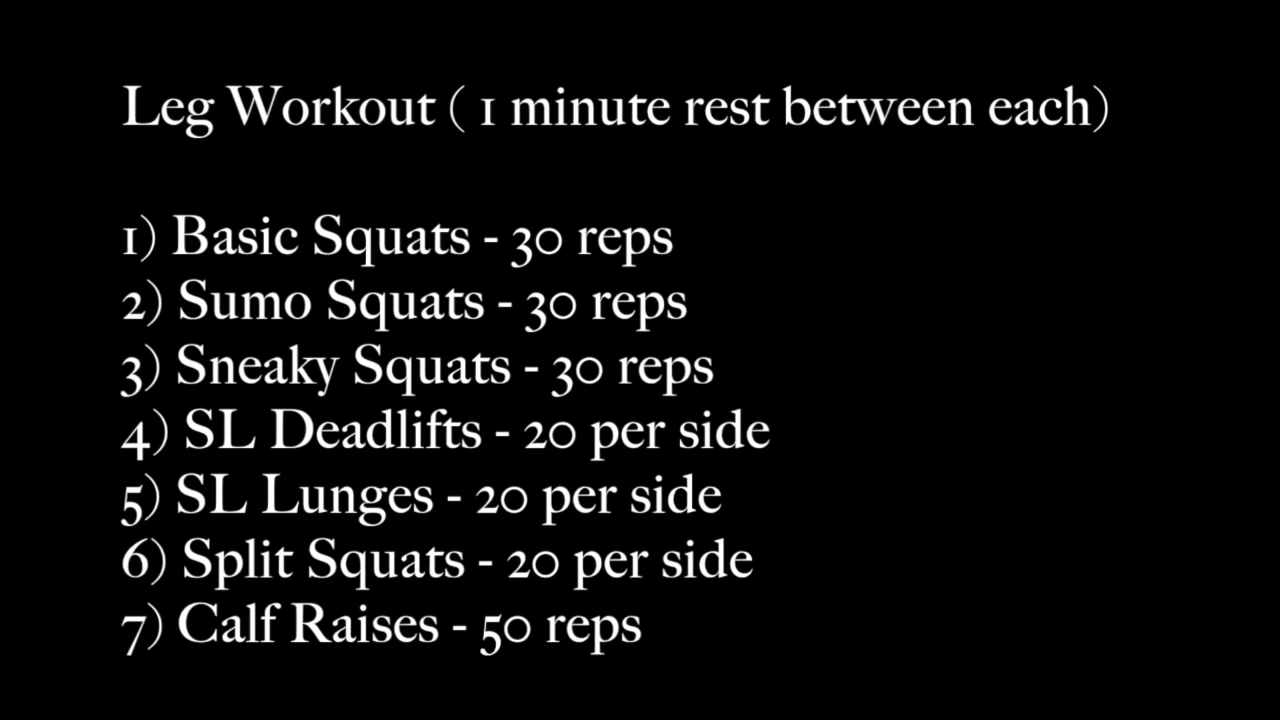 Leg Workout ( 1 minute rest between each)
1) Basic Squats - 30 reps
2) Sumo Squats - 30 reps
3) Sneaky Squats - 30 reps
4) SL Deadlifts - 20 per side
5) SL Lunges - 20 per side
6) Split Squats - 20 per side
7) Calf Raises - 50 reps